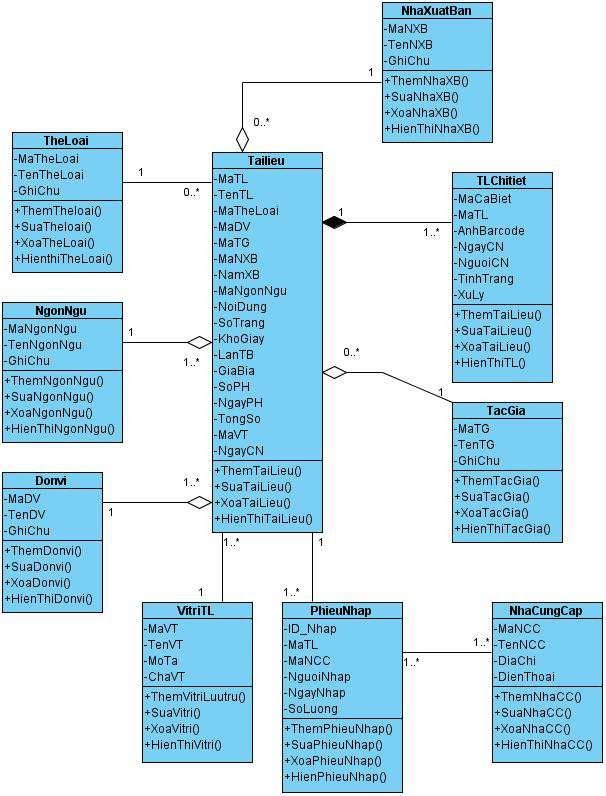 NhaXuatBan
-MaNXB
-TenNXB
-GhiChu
+ThemNhaXB()
+SuaNhaXB()
+XoaNhaXB()
+HienThiNhaXB()
1
0..*
TheLoai
-MaTheLoai
-TenTheLoai
-GhiChu
+ThemTheloai()
+SuaTheloai()
+XoaTheLoai()
+HienthiTheLoai()
1
0..*
Tailieu
-MaTL
-TenTL
-MaTheLoai
-MaDV
-MaTG
-MaNXB
-NamXB
-MaNgonNgu
-NoiDung
-SoTrang
-KhoGiay
-LanTB
-GiaBia
-SoPH
-NgayPH
-TongSo
-MaVT
-NgayCN
+ThemTaiLieu()
+SuaTaiLieu()
+XoaTaiLieu()
+HienThiTaiLieu()
1
1..*
TLChitiet
-MaCaBiet
-MaTL
-AnhBarcode
-NgayCN
-NguoiCN
-TinhTrang
-XuLy
+ThemTaiLieu()
+SuaTaiLieu()
+XoaTaiLieu()
+HienThiTL()
NgonNgu
-MaNgonNgu
-TenNgonNgu
-GhiChu
+ThemNgonNgu()
+SuaNgonNgu()
+XoaNgonNgu()
+HienThiNgonNgu()
1
1..*
0..*
1
TacGia
-MaTG
-TenTG
-GhiChu
+ThemTacGia()
+SuaTacGia()
+XoaTacGia()
+HienThiTacGia()
Donvi
-MaDV
-TenDV
-GhiChu
+ThemDonvi()
+SuaDonvi()
+XoaDonvi()
+HienThiDonvi()
1
1..*
1..*
1
1
1..*
VitriTL
-MaVT
-TenVT
-MoTa
-ChaVT
+ThemVitriLuutru()
+SuaVitri()
+XoaVitri()
+HienThiVitri()
PhieuNhap
-ID_Nhap
-MaTL
-MaNCC
-NguoiNhap
-NgayNhap
-SoLuong
+ThemPhieuNhap()
+SuaPhieuNhap()
+XoaPhieuNhap()
+HienPhieuNhap()
1..*
1..*
NhaCungCap
-MaNCC
-TenNCC
-DiaChi
-DienThoai
+ThemNhaCC()
+SuaNhaCC()
+XoaNhaCC()
+HienThiNhaCC()